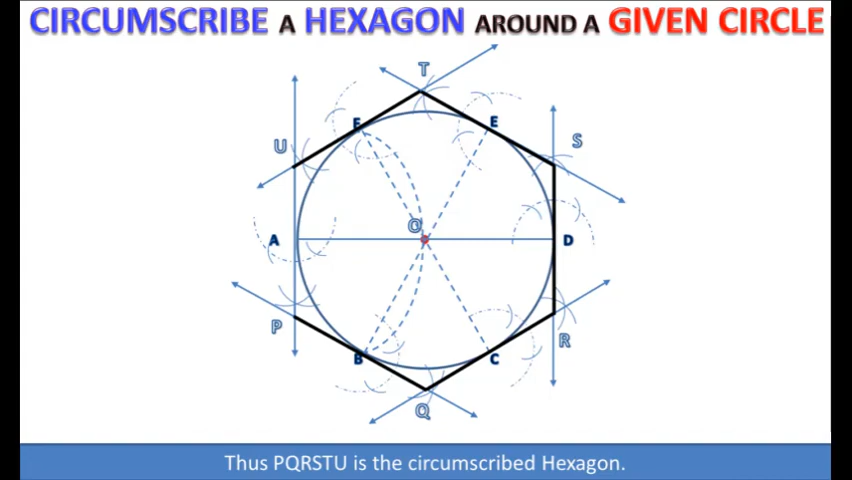 CIRCUMSCRIBE A HEXAGON AROUND A GIVEN CIRCLE
T
F
E
U
S
O
A
D
P
R
B
C
Q
Thus PQRSTU is the circumscribed Hexagon.